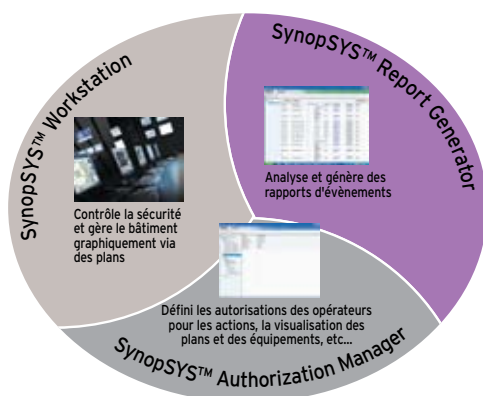 SynopSYS™ Workstation
Contrôle la sécurité
et gère le bâtiment
graphiquement via
des plans
SynopSYS™ Report Generator
Analyse et génère des
rapports d'évènements
Défini les autorisations des opérateurs
pour les actions, la visualisation des
plans et des équipements, etc...
SynopSYS™ Authorization Manager